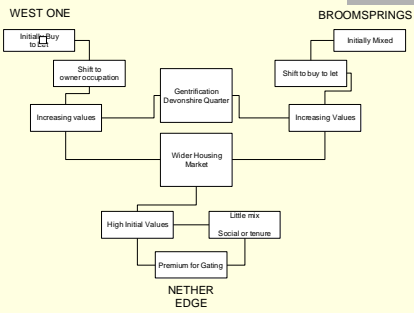 WEST ONE
BROOMSPRINGS
Initially Buy
to Let
Initially Mixed
Shift to
owner occupation
Gentrification
Devonshire Quarter
Shift to buy to let
Increasing values
Increasing Values
Wider Housing
Market
High Initial Values
Little mix
Social or tenure
Premium for Gating
NETHER
EDGE